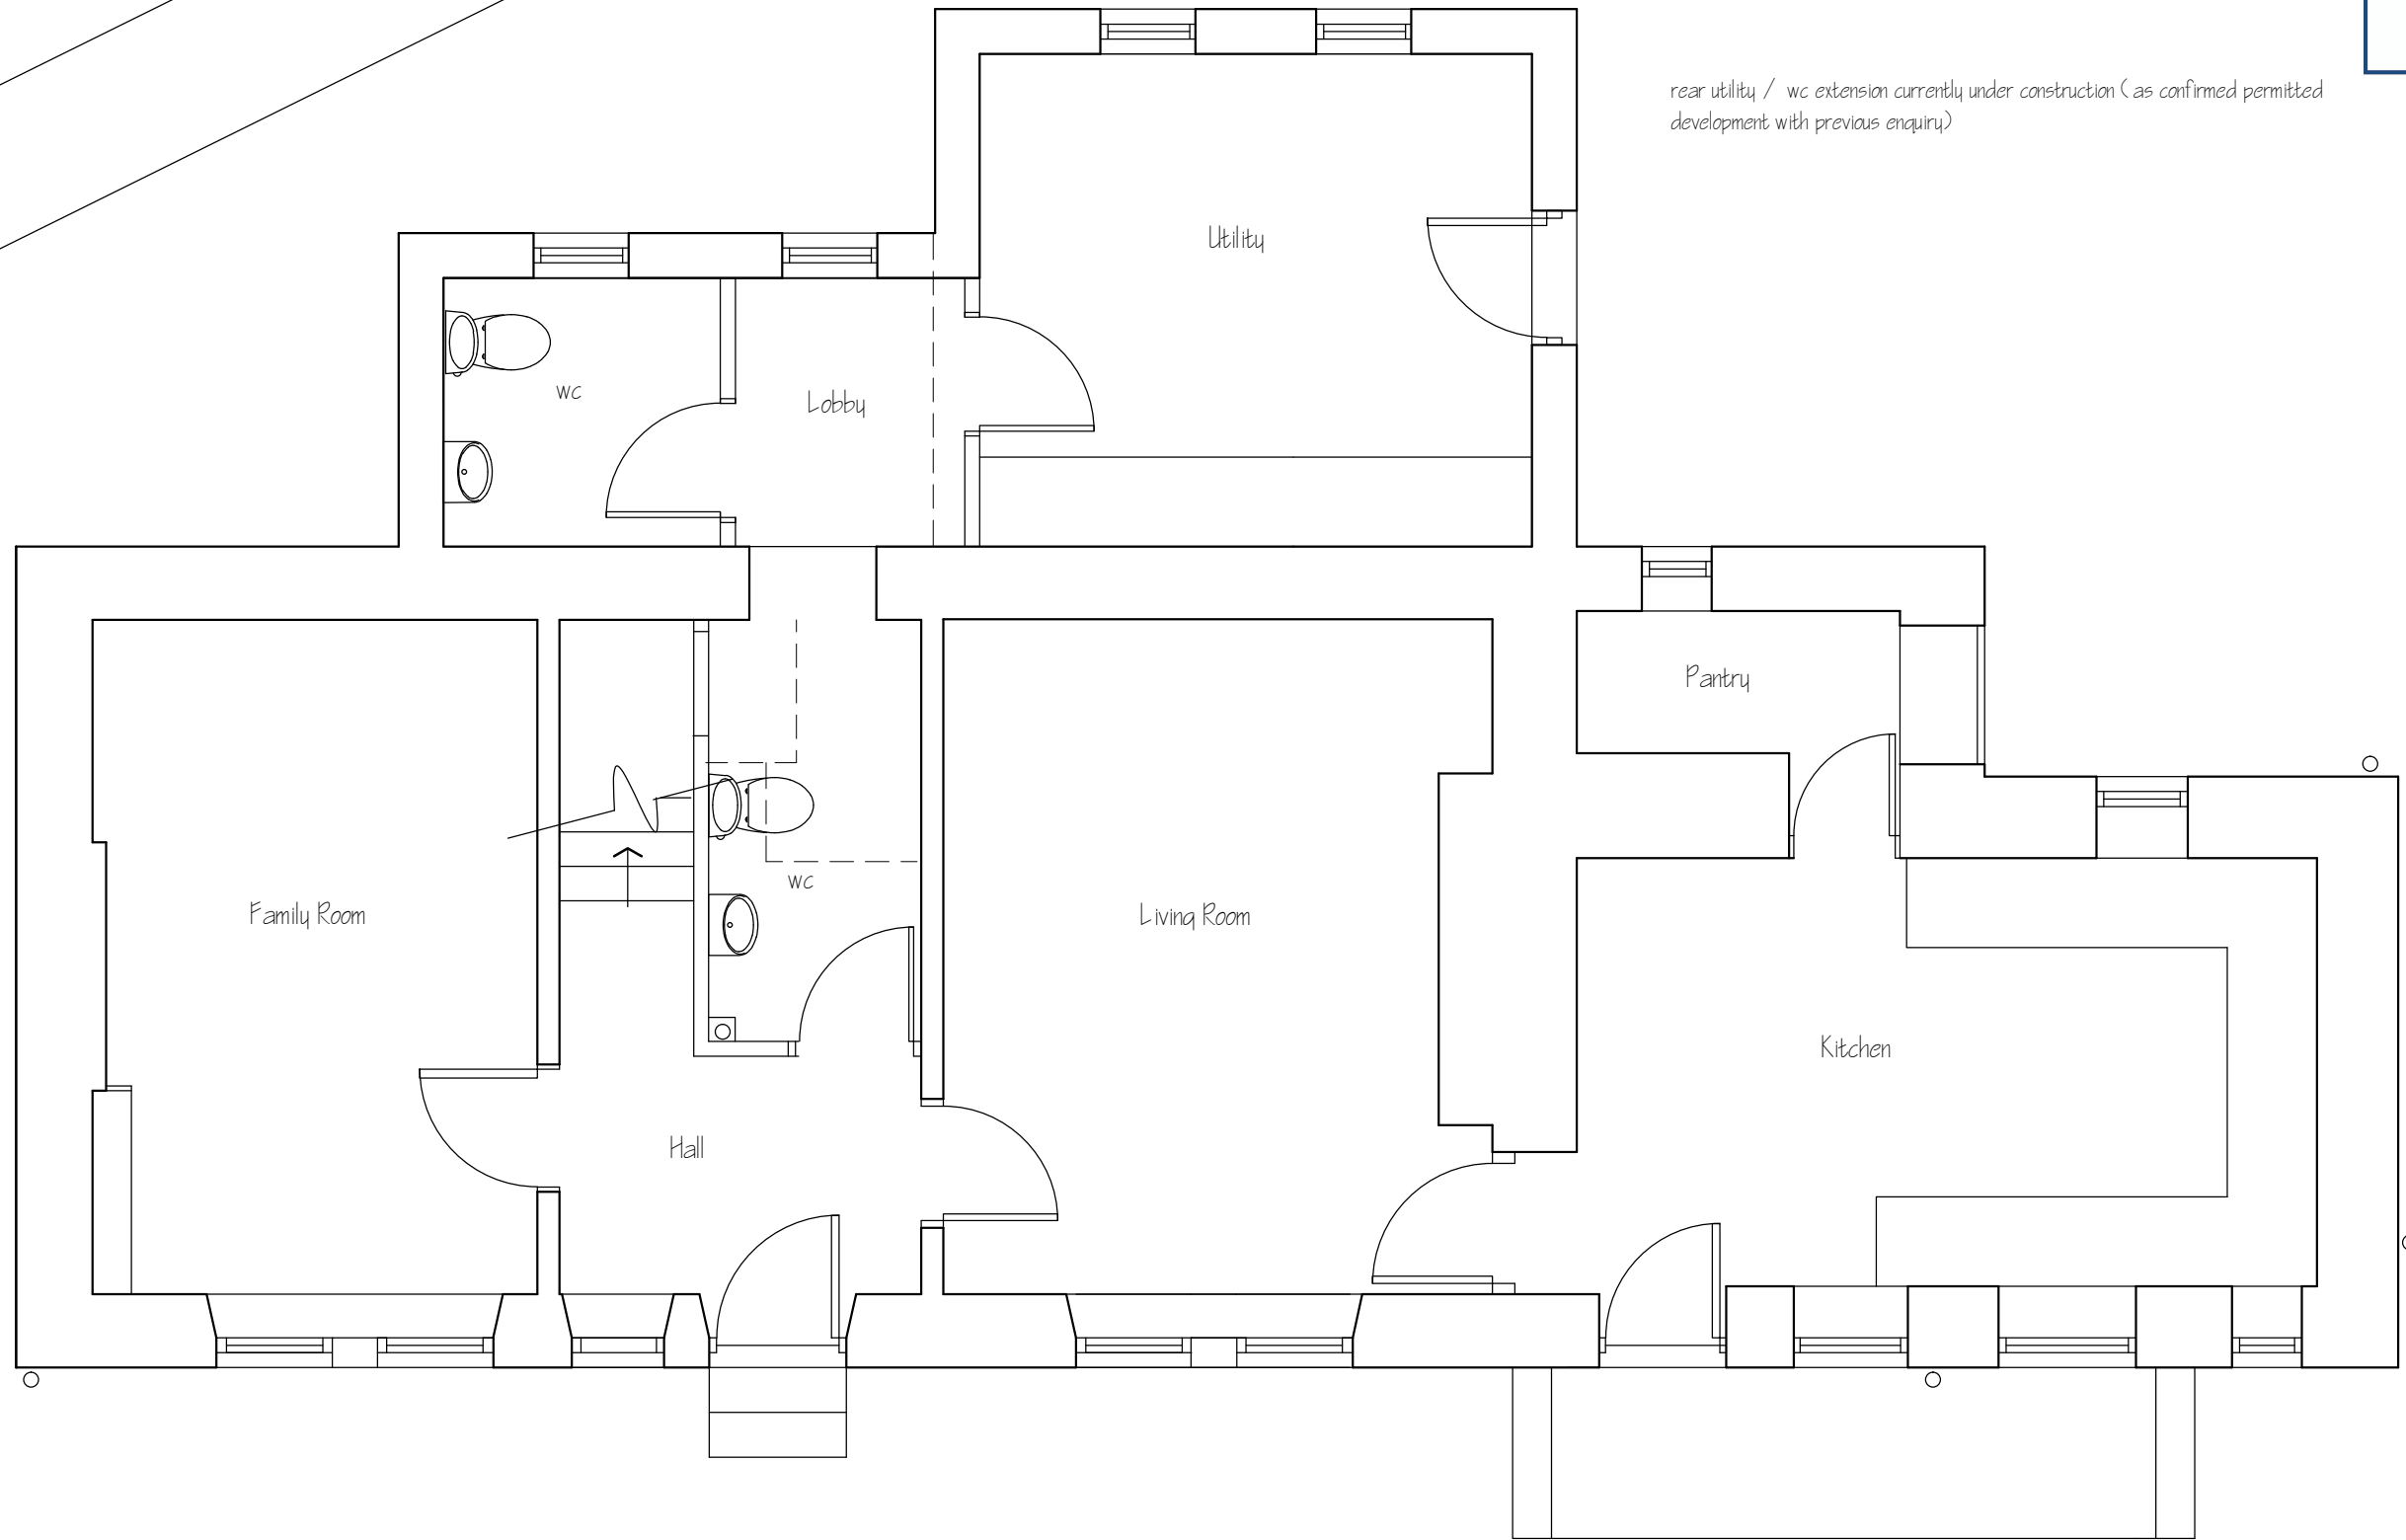 rear utility / wc extension currently under construction (as confirmed permitted
development with previous enquiry)
Utility
wc
Lobby
Pantry
wc
Family Room
Living Room
Kitchen
Hall